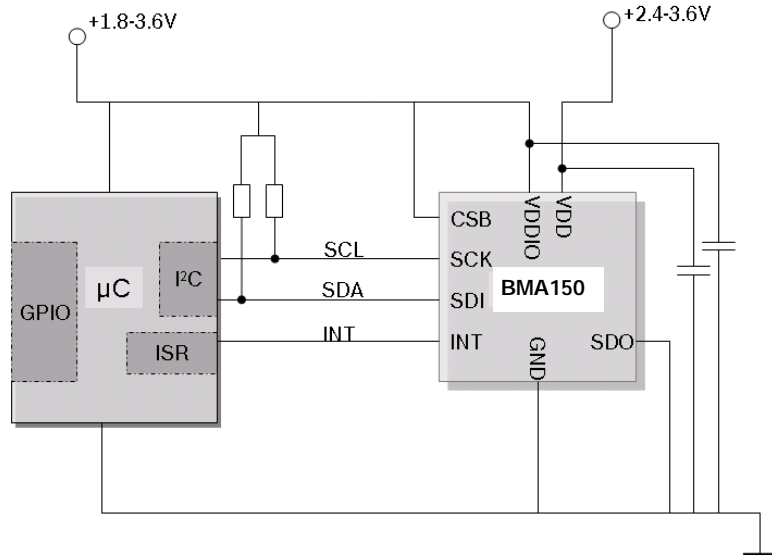 +1.8-3.6V
+2.4-3.6V
CSB
VDDIO
VDD
SCL
SCK
I²C
µC
SDA
SDI
BMA150
GPIO
INT
INT
SDO
ISR
GND